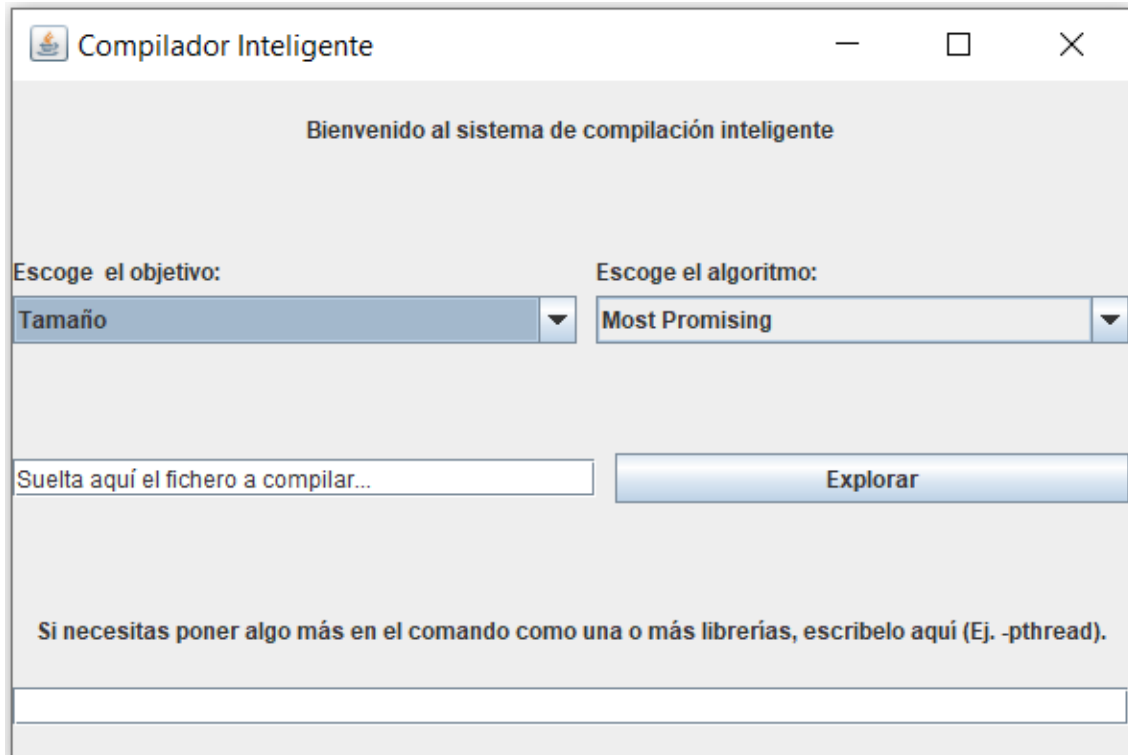 Compilador Inteligente
Bienvenido al sistema de compilación inteligente
Escoge  el objetivo:
Escoge el algoritmo:
Tamaño
Most Promising
Suelta aquí el fichero a compilar...
Explorar
Si necesitas poner algo más en el comando como una o más librerías, escribelo aquí (Ej. -pthread).